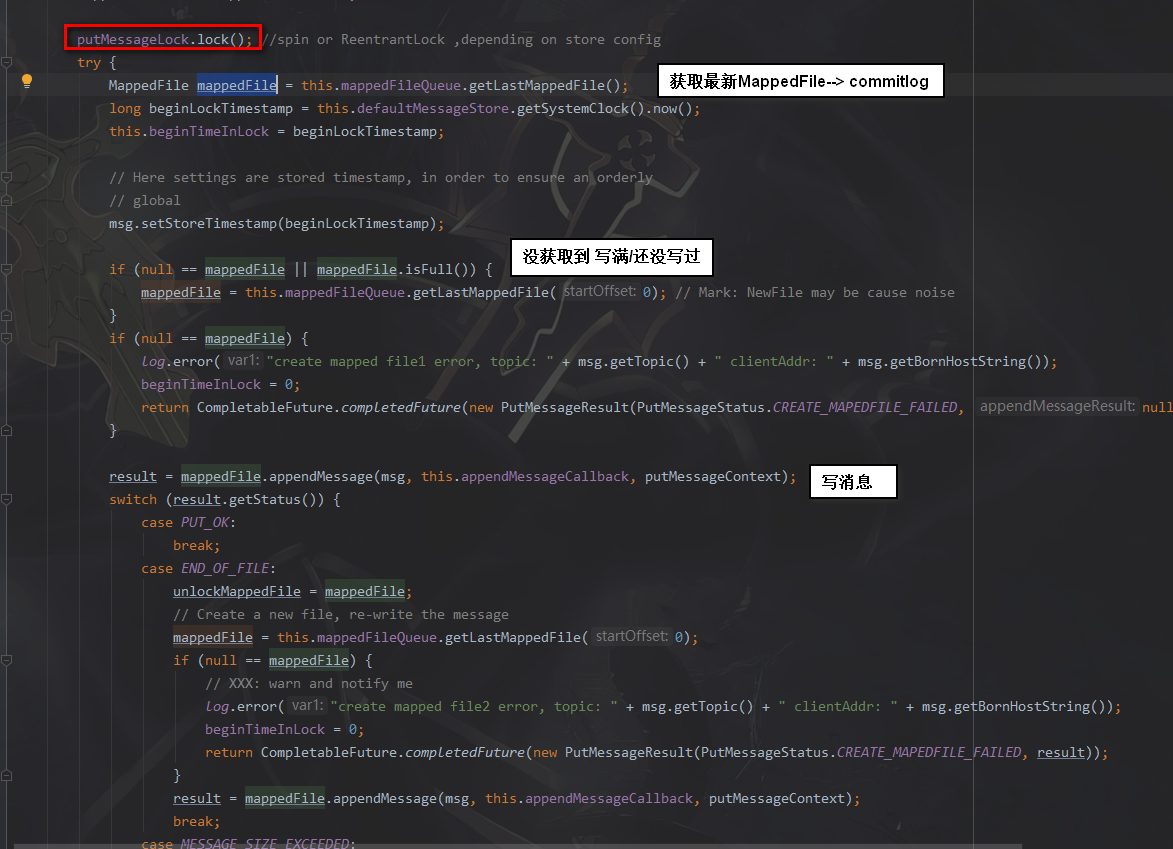 putMessageLock.lock(); //spin or ReentrantLock ,depending on store config
try {
MappedFile mappedFile = this.mappedFileQueue.getLastMappedFile();
获取最新MappedFile--> commitlog
long beginLockTimestamp = this.defaultMessageStore.getSystemClock().now();
this.beginTimeInLock = beginLockTimestamp;
// Here settings are stored timestamp, in order to ensure an orderly
// global
msg.setStoreTimestamp(beginLockTimestamp);
没获取到 写满/还没写过
if (null == mappedFile || mappedFile.isFull()) {
mappedFile = this.mappedFileQueue.getLastMappedFile( startOffset: 0); // Mark: NewFile may be cause noise
}
if (null == mappedFile) {
log.error( var1: "create mapped file1 error, topic: " + msg.getTopic() + " clientAddr: " + msg.getBornHostString());
beginTimeInLock = 0;
return CompletableFuture.completedFuture(new PutMessageResult(PutMessageStatus.CREATE_MAPEDFILE_FAILED, appendMessageResult: null
}
result = mappedFile.appendMessage(msg, this.appendMessageCallback, putMessageContext);
写消息
switch (result.getStatus()) {
case PUT_OK:
break;
case END_OF_FILE:
unlockMappedFile = mappedFile;
// Create a new file, re-write the message
mappedFile = this.mappedFileQueue.getLastMappedFile( startOffset: 0);
if (null == mappedFile) {
// XXX: warn and notify me
log.error( var1: "create mapped file2 error, topic: " + msg.getTopic() + " clientAddr: " + msg.getBornHostString());
beginTimeInLock = 0;
return CompletableFuture.completedFuture(new PutMessageResult(PutMessageStatus.CREATE_MAPEDFILE_FAILED, result));
}
result = mappedFile.appendMessage(msg, this.appendMessageCallback, putMessageContext);
break;
case MESSAGE_SIZE_EXCEEDED: